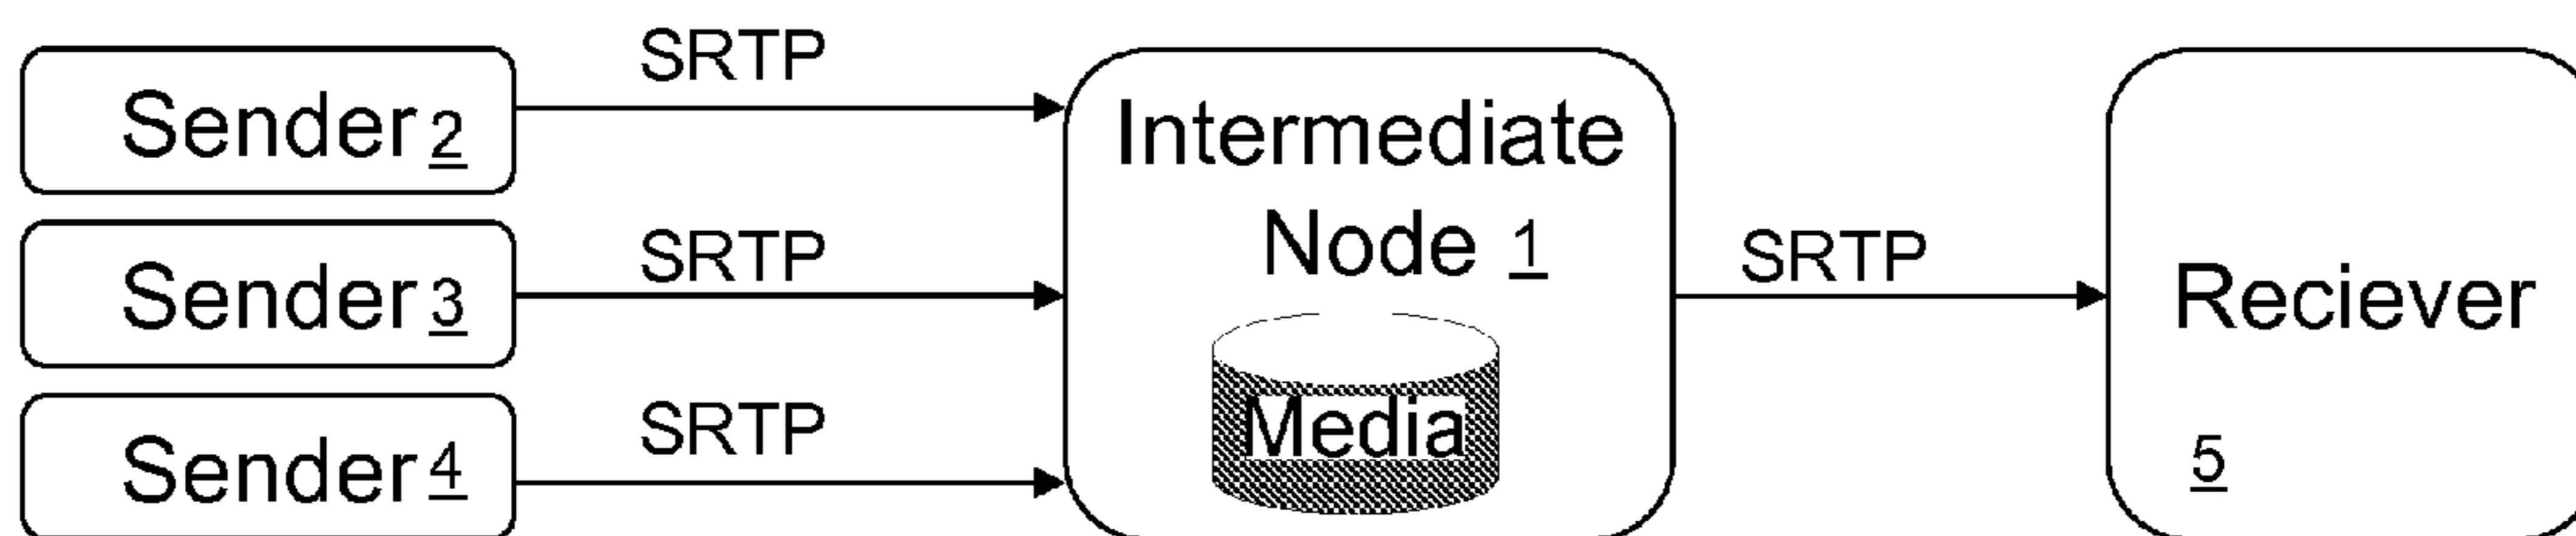 SRTP
Sender 2
SRTP
Sender 3
SRTP
Sender 4
Intermediate
Node 1
Media
SRTP
Reciever
5